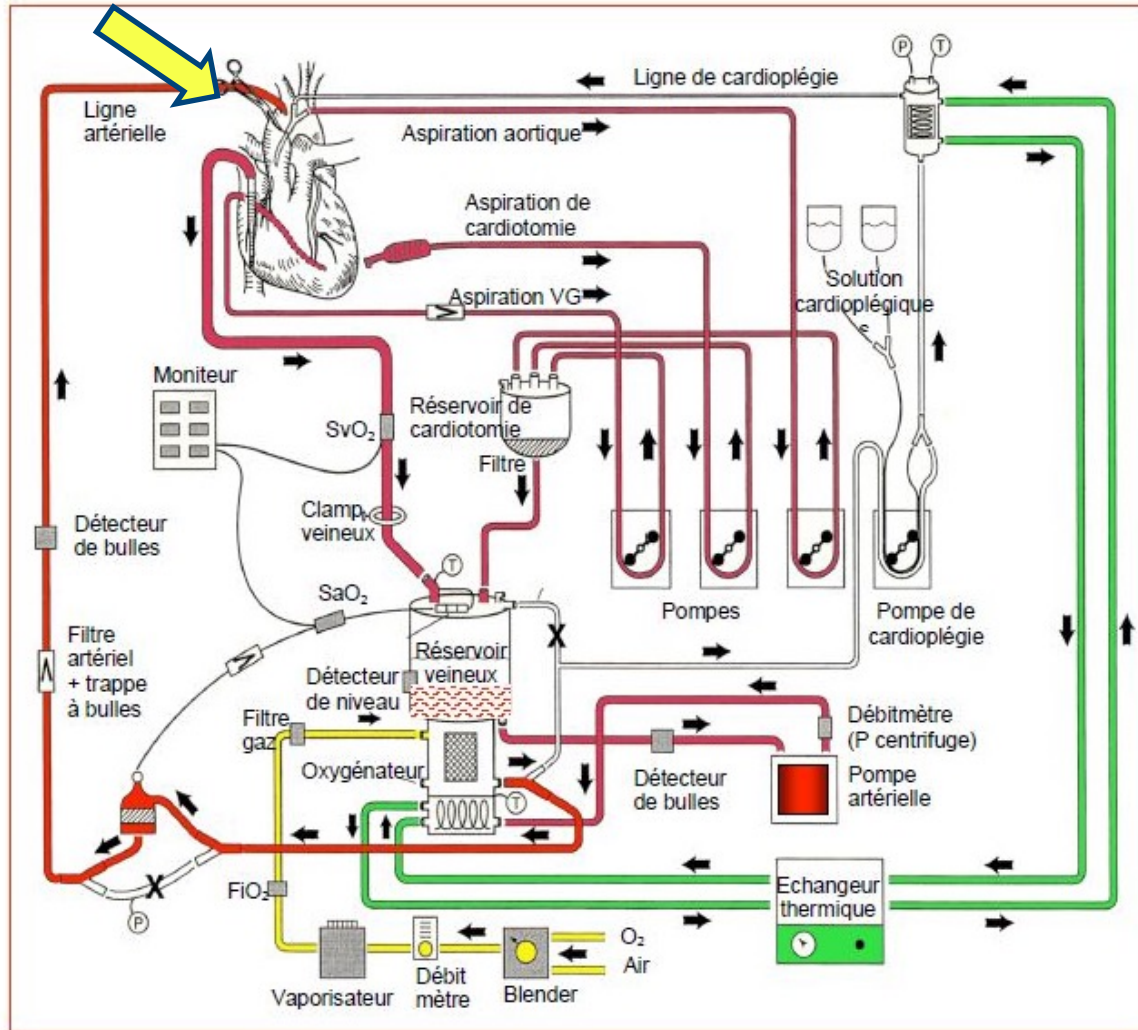 P
T
Ligne de cardioplégie
Ligne
artérielle
Aspiration aortique
Aspiration de
cardiotomie
Solution
cardioplégique
Aspiration VG
Moniteur
SvO₂
Réservoir de
cardiotomie
Filtre
Clamp
veineux
Détecteur
de bulles
T
SaO₂
Pompes
Pompe de
cardioplégie
X
Filtre
artériel
+ trappe
à bulles
Réservoir
veineux
Détecteur
de niveau
Filtre
gaz
Débitmètre
(P centrifuge)
Oxygénateur
Détecteur
de bulles
Pompe
artérielle
T
X
P
FiO₂
Echangeur
thermique
O₂
Air
Vaporisateur
Débit
mètre
Blender